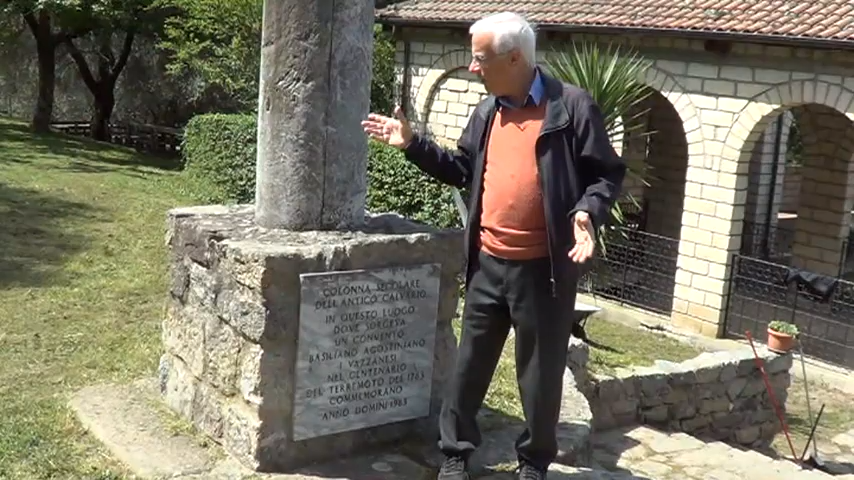 COLONNA SECOLARE
DELL'ANTICO CALVARIO
IN QUESTO LUOGO
DOVE SORGEVA
UN CONVENTO
BASILIANO AGOSTINIANO
I VAZZANESI
NEL CENTENARIO
DEL TERREMOTO DEL 1783
COMMEMORANO
ANNO DOMINI 1983